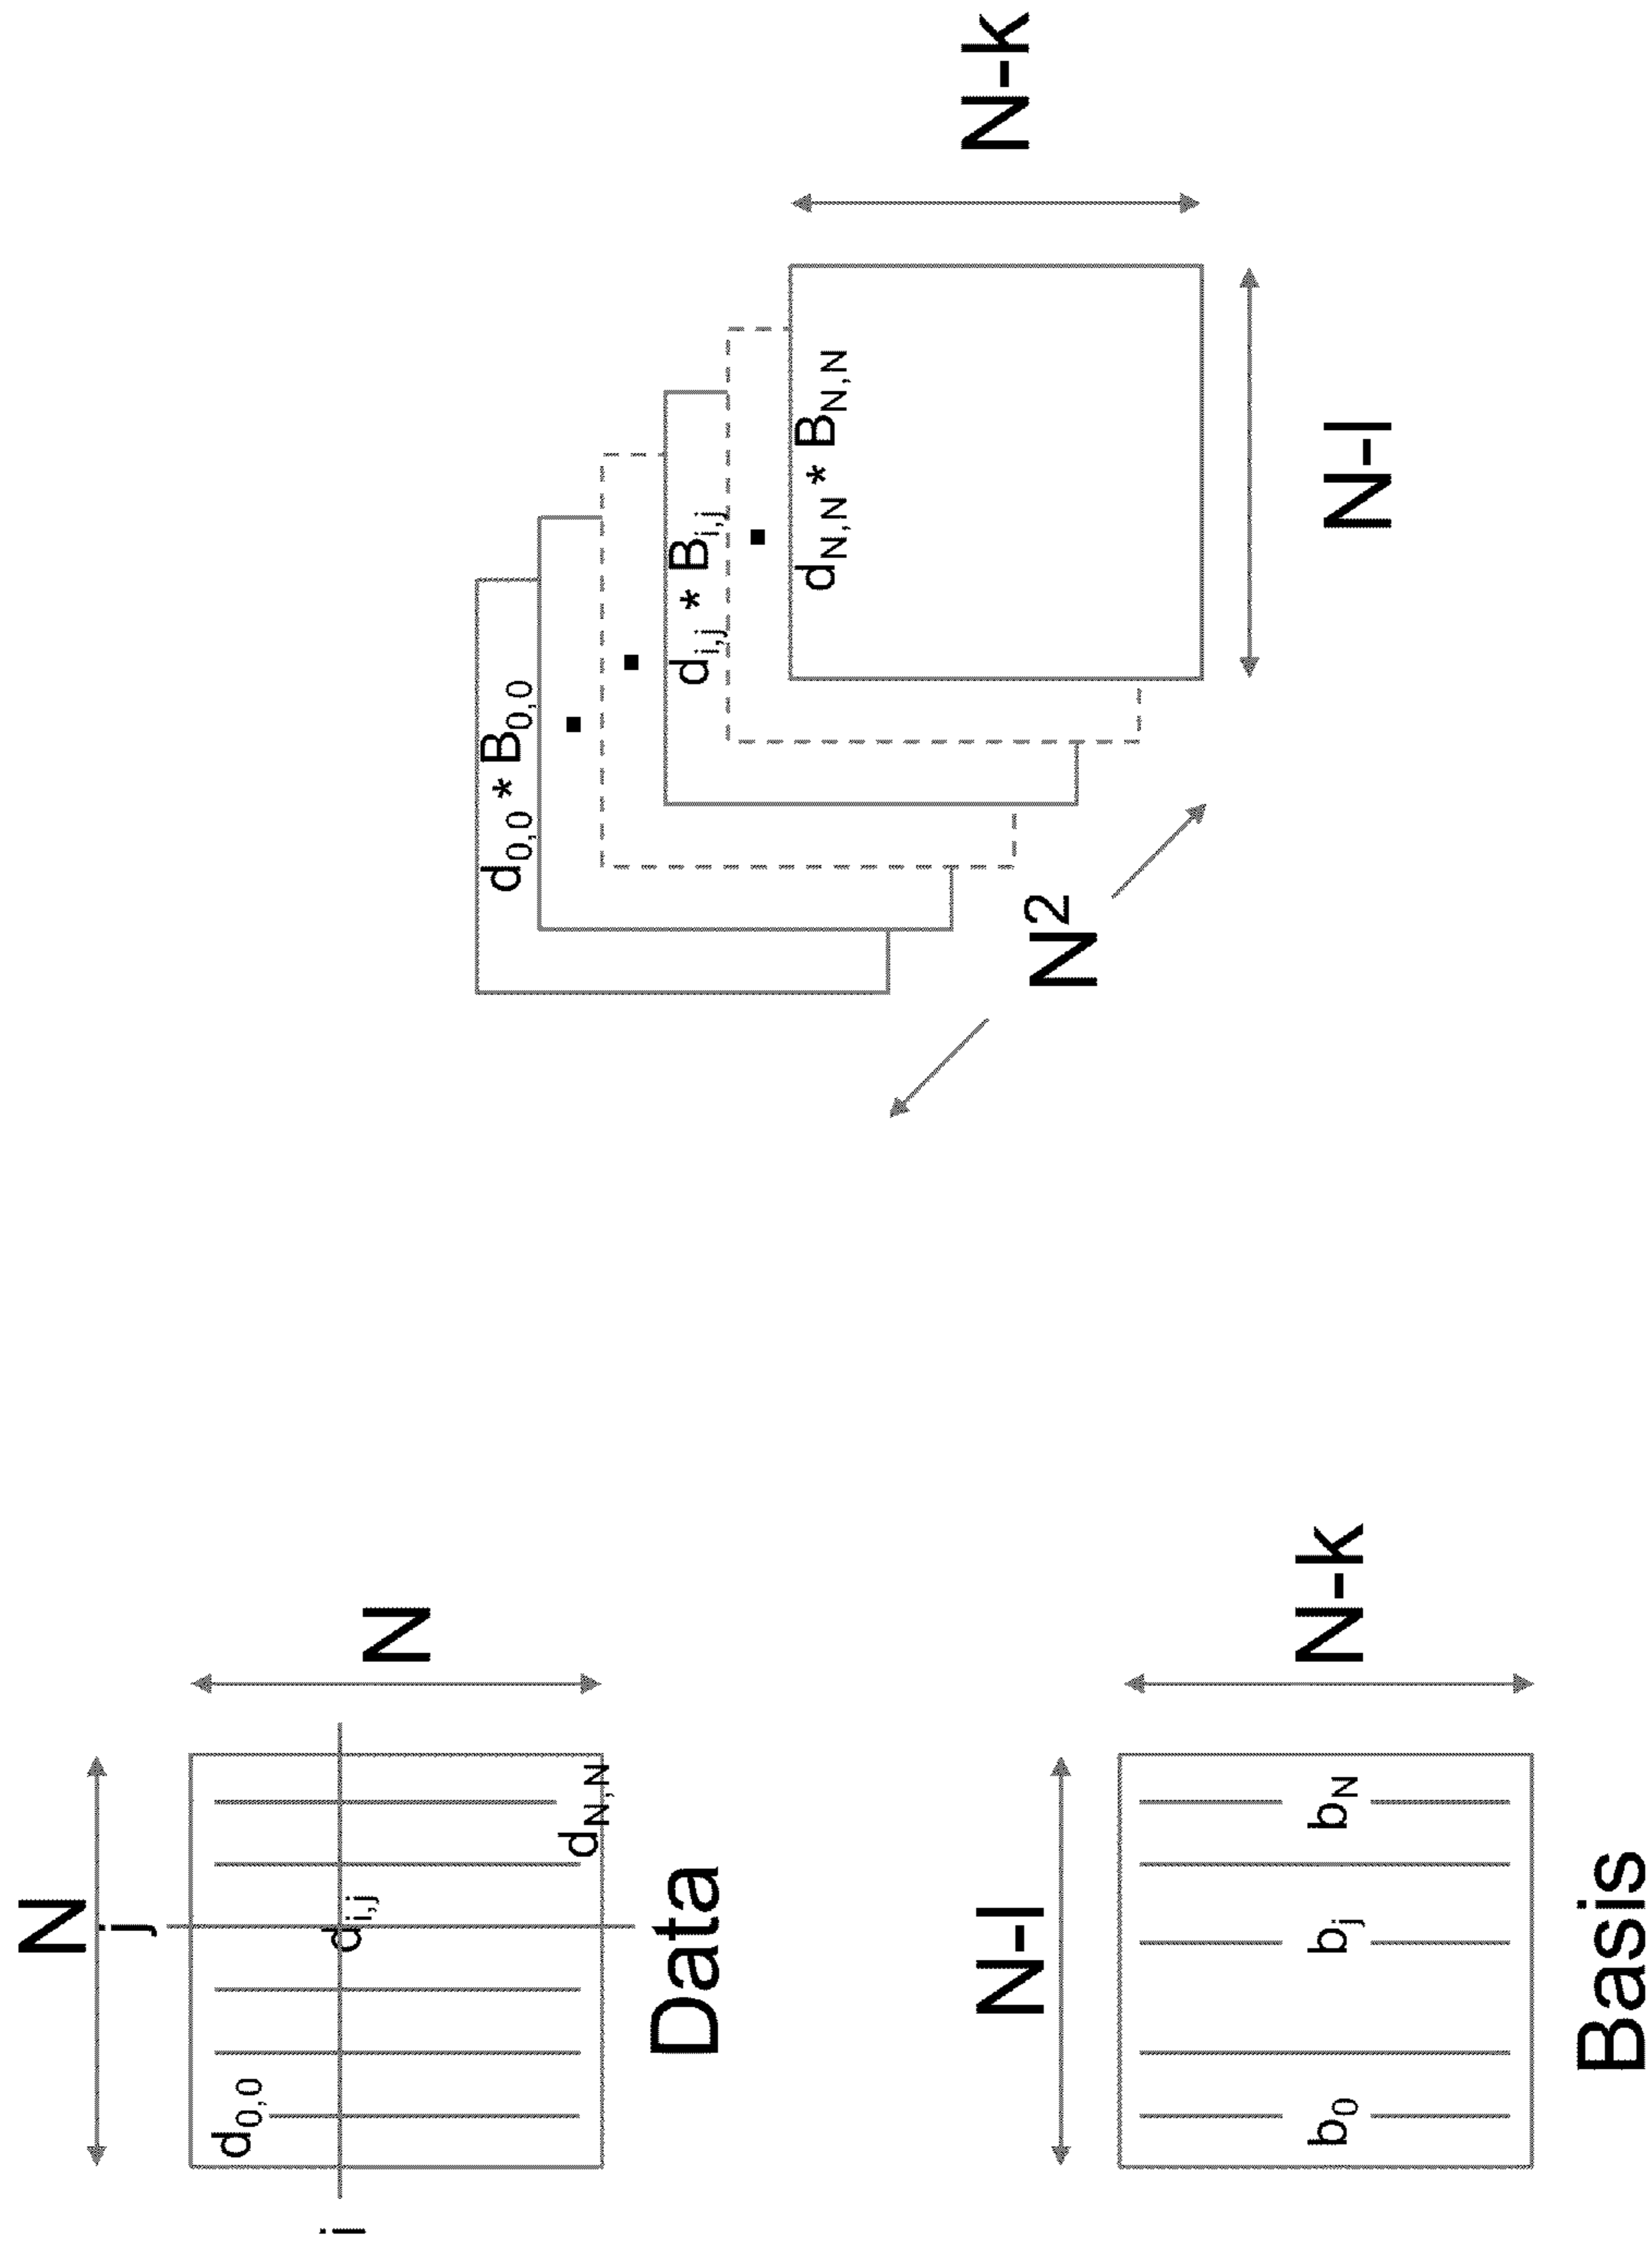 N
j
d0,0
i
di,j
N
dN,N
Data
N-l
b0 bj bN
N-k
Basis
d0,0 * B0,0
di,j * Bi,j
dN,N * BN,N
N-k
N²
N-l